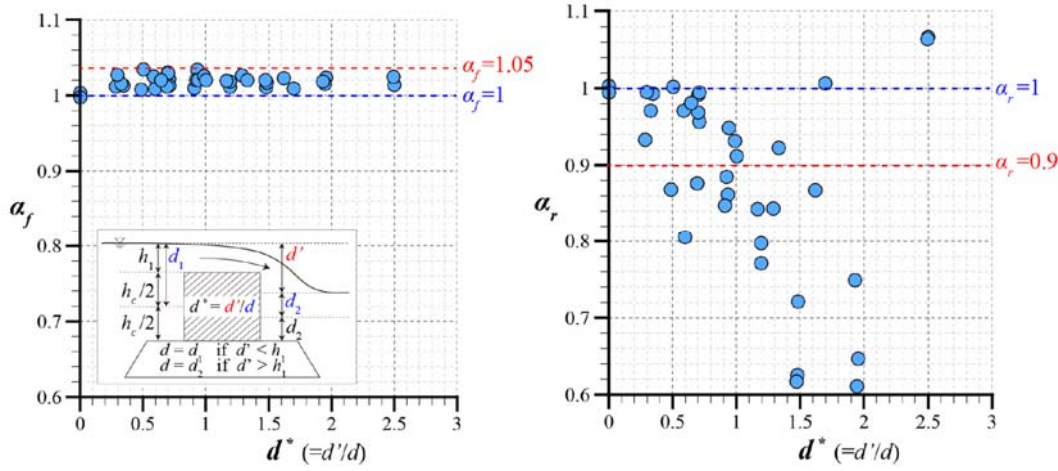 1.1
1
0.9
0.8
0.7
0.6
α_f
α_f=1.05
α_f=1
h_1
d_1
d'
h_c/2
d*= d'/d
d_2
h_c/2
d_2
d = d_1 if d' < h_1
d = d_2 if d' > h_1
0 0.5 1 1.5 2 2.5 3
d* (=d'/d)
1.1
1
0.9
0.8
0.7
0.6
α_r
α_r=1
α_r=0.9
0 0.5 1 1.5 2 2.5 3
d* (=d'/d)